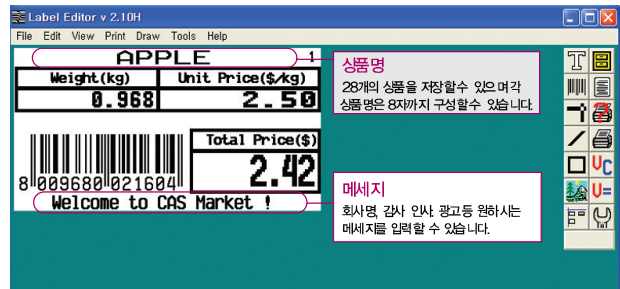 Label Editor v 2.10H
File Edit View Print Draw Tools Help
APPLE 1
Weight(kg) Unit Price($/kg)
0.968 2.50
Total Price($)
2.42
8 009680 021604
Welcome to CAS Market !
상품명
28개의 상품을 저장할수 있으며각
상품명은 8자까지 구성할수 있습니다.
메세지
회사명, 감사 인사, 광고등 원하시는
메세지를 입력할 수 있습니다.
T
?
VC
V=